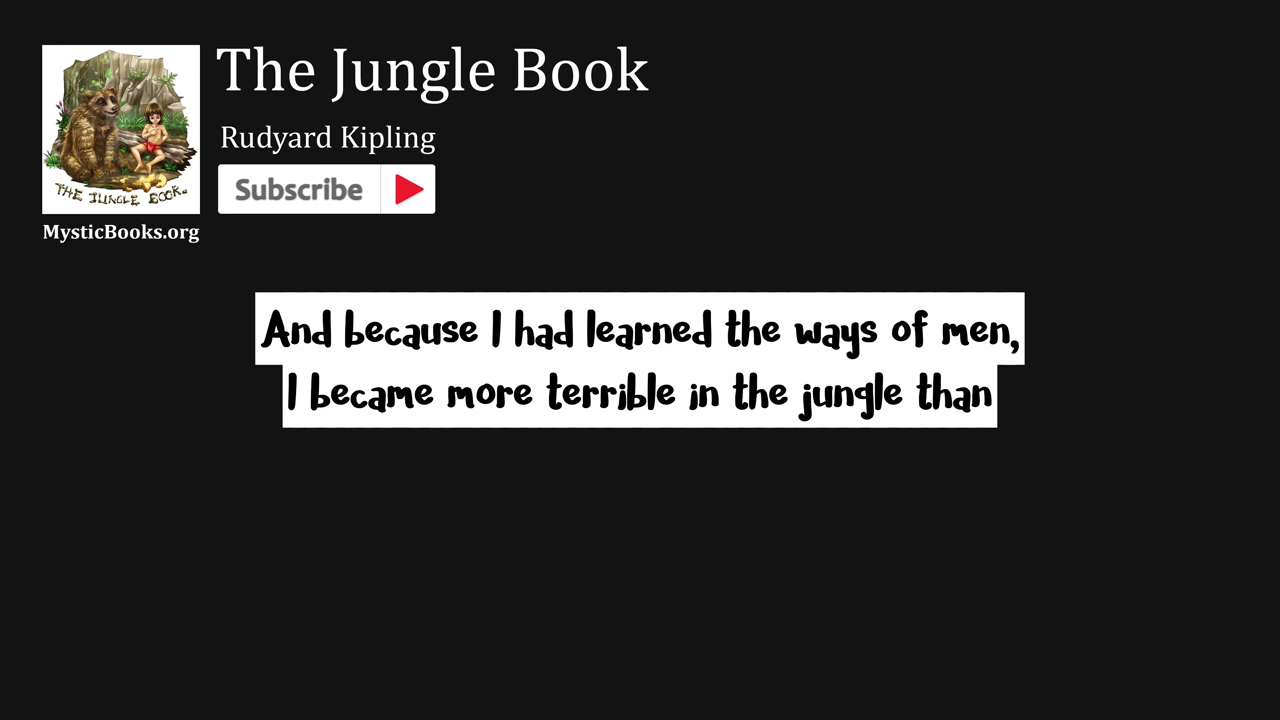 The Jungle Book
Rudyard Kipling
Subscribe
THE JUNGLE BOOK.
MysticBooks.org
And because I had learned the ways of men,
I became more terrible in the jungle than